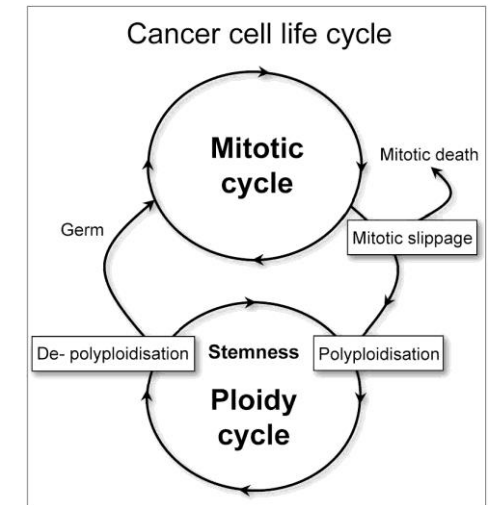 Cancer cell life cycle
Mitotic
cycle
Mitotic death
Germ
Mitotic slippage
De- polyploidisation
Stemness
Polyploidisation
Ploidy
cycle